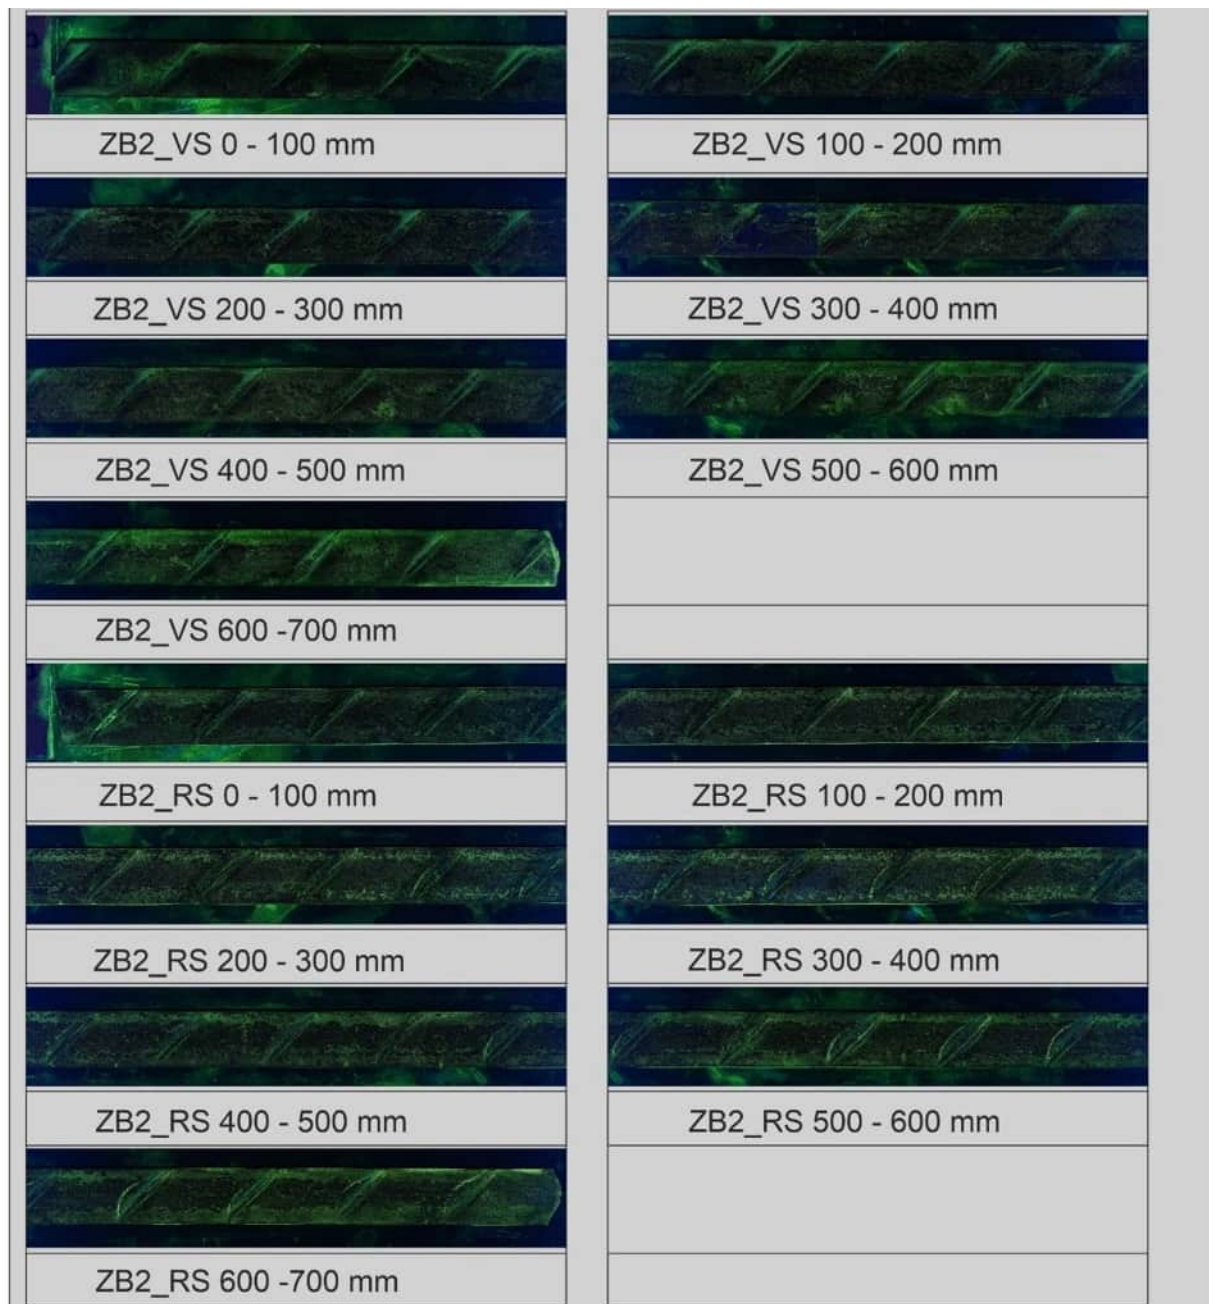 ZB2_VS 0 - 100 mm
ZB2_VS 100 - 200 mm
ZB2_VS 200 - 300 mm
ZB2_VS 300 - 400 mm
ZB2_VS 400 - 500 mm
ZB2_VS 500 - 600 mm
ZB2_VS 600 -700 mm
ZB2_RS 0 - 100 mm
ZB2_RS 100 - 200 mm
ZB2_RS 200 - 300 mm
ZB2_RS 300 - 400 mm
ZB2_RS 400 - 500 mm
ZB2_RS 500 - 600 mm
ZB2_RS 600 -700 mm